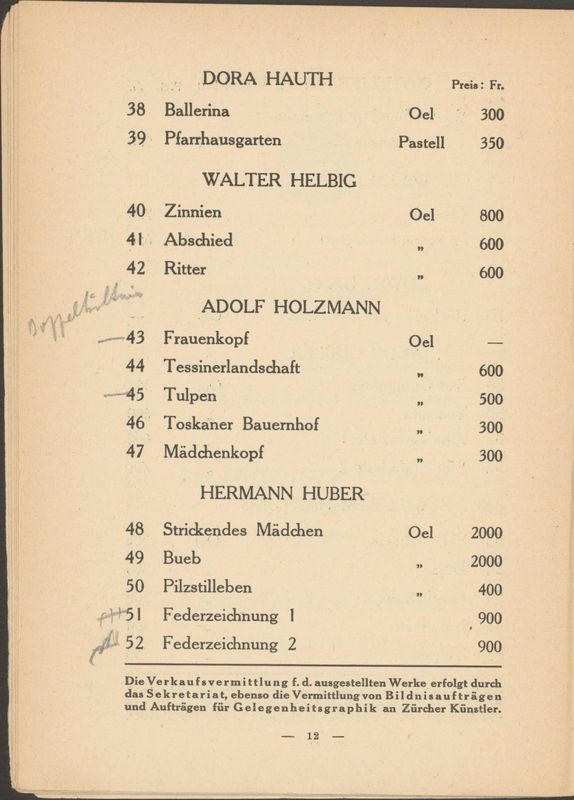 DORA HAUTH Preis: Fr.
38 Ballerina Oel 300
39 Pfarrhausgarten Pastell 350
WALTER HELBIG
40 Zinnien Oel 800
41 Abschied „ 600
42 Ritter „ 600
ADOLF HOLZMANN
43 Frauenkopf Oel —
44 Tessinerlandschaft „ 600
45 Tulpen „ 500
46 Toskaner Bauernhof „ 300
47 Mädchenkopf „ 300
HERMANN HUBER
48 Strickendes Mädchen Oel 2000
49 Bueb „ 2000
50 Pilzstilleben „ 400
51 Federzeichnung 1 900
52 Federzeichnung 2 900
Die Verkaufsvermittlung f. d. ausgestellten Werke erfolgt durch
das Sekretariat, ebenso die Vermittlung von Bildnisaufträgen
und Aufträgen für Gelegenheitsgraphik an Zürcher Künstler.
— 12 —